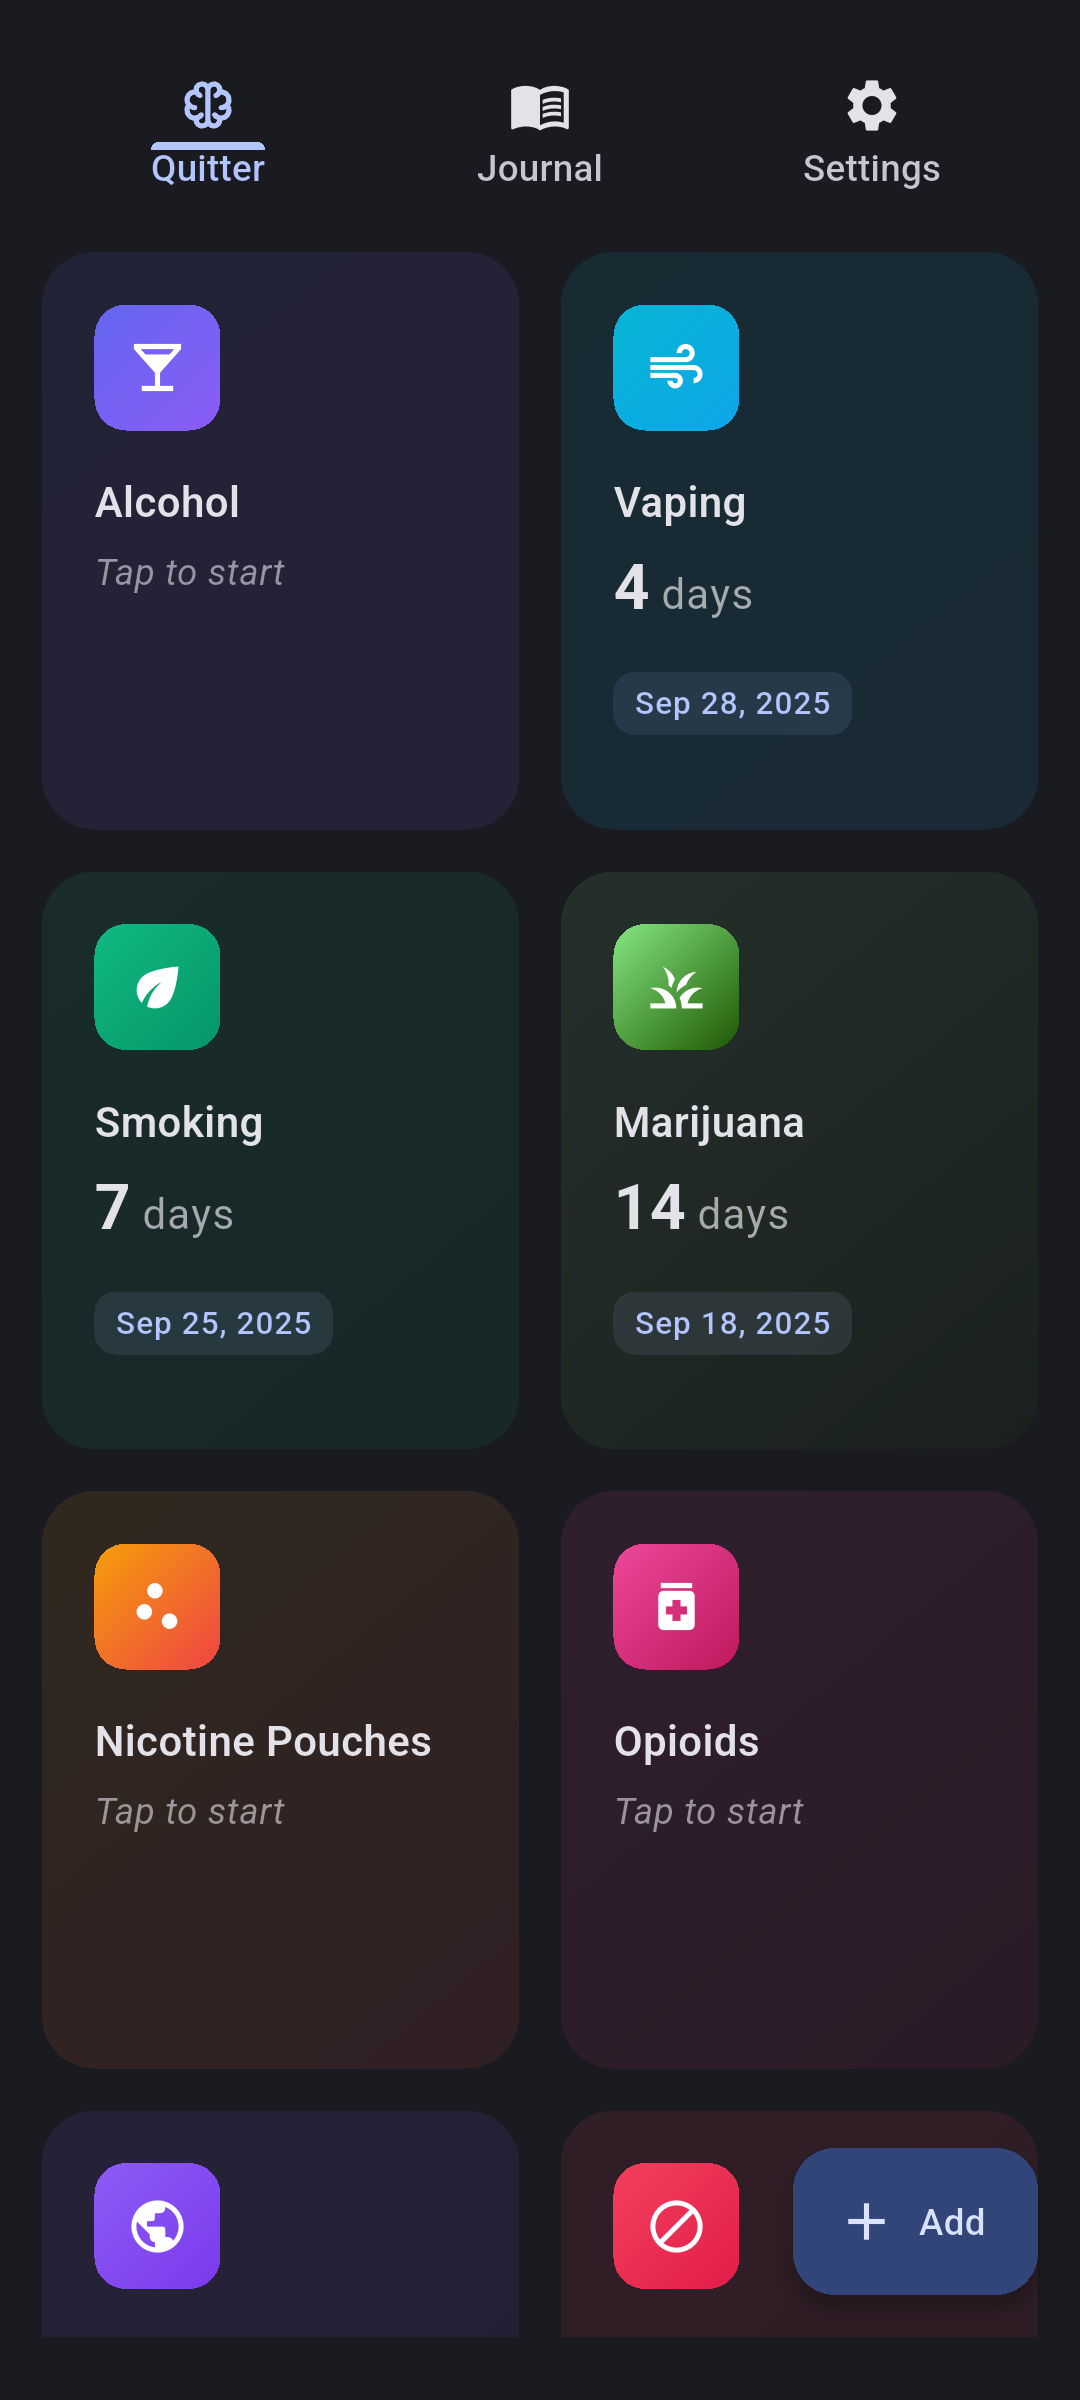 Quitter
Journal
Settings
Alcohol
Tap to start
Vaping
4 days
Sep 28, 2025
Smoking
7 days
Sep 25, 2025
Marijuana
14 days
Sep 18, 2025
Nicotine Pouches
Tap to start
Opioids
Tap to start
Add